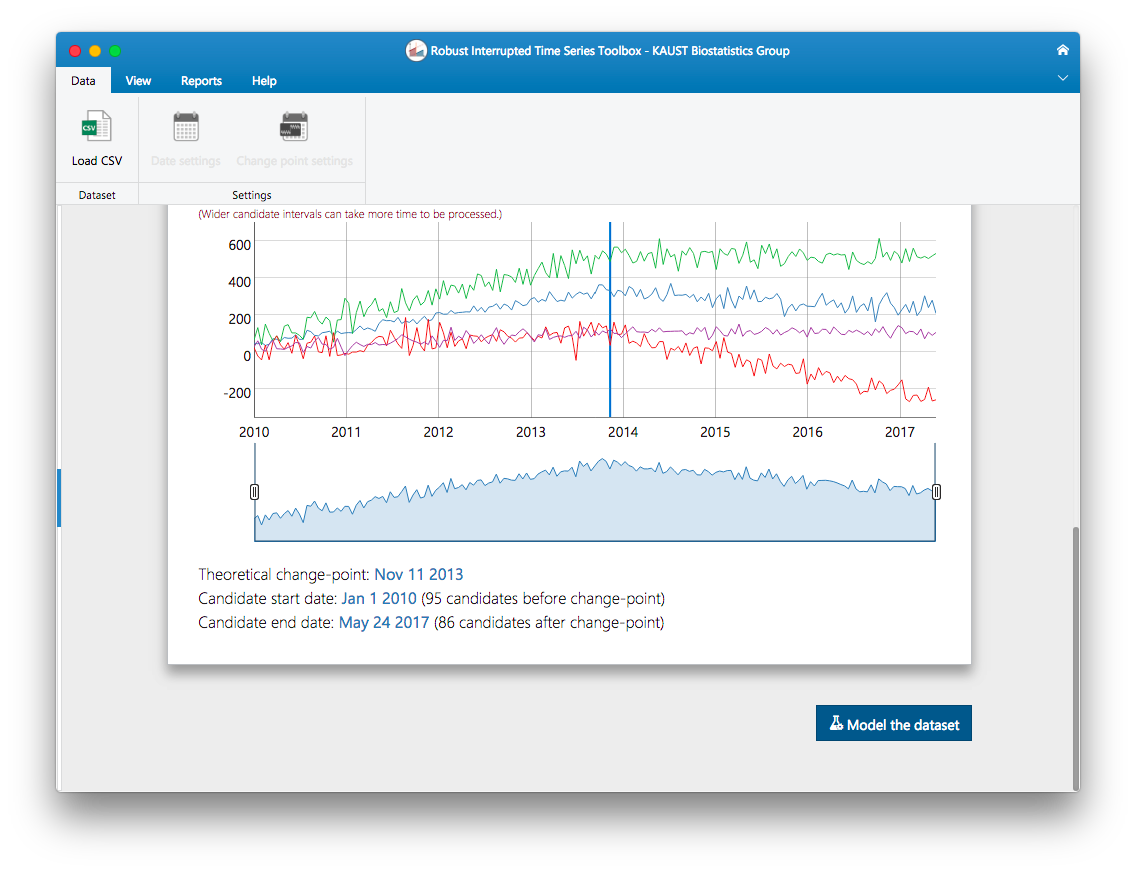 Robust Interrupted Time Series Toolbox - KAUST Biostatistics Group
Data View Reports Help
CSV
Load CSV Date settings Change point settings
Dataset Settings
(Wider candidate intervals can take more time to be processed.)
600
400
200
0
-200
2010 2011 2012 2013 2014 2015 2016 2017
Theoretical change-point: Nov 11 2013
Candidate start date: Jan 1 2010 (95 candidates before change-point)
Candidate end date: May 24 2017 (86 candidates after change-point)
Model the dataset